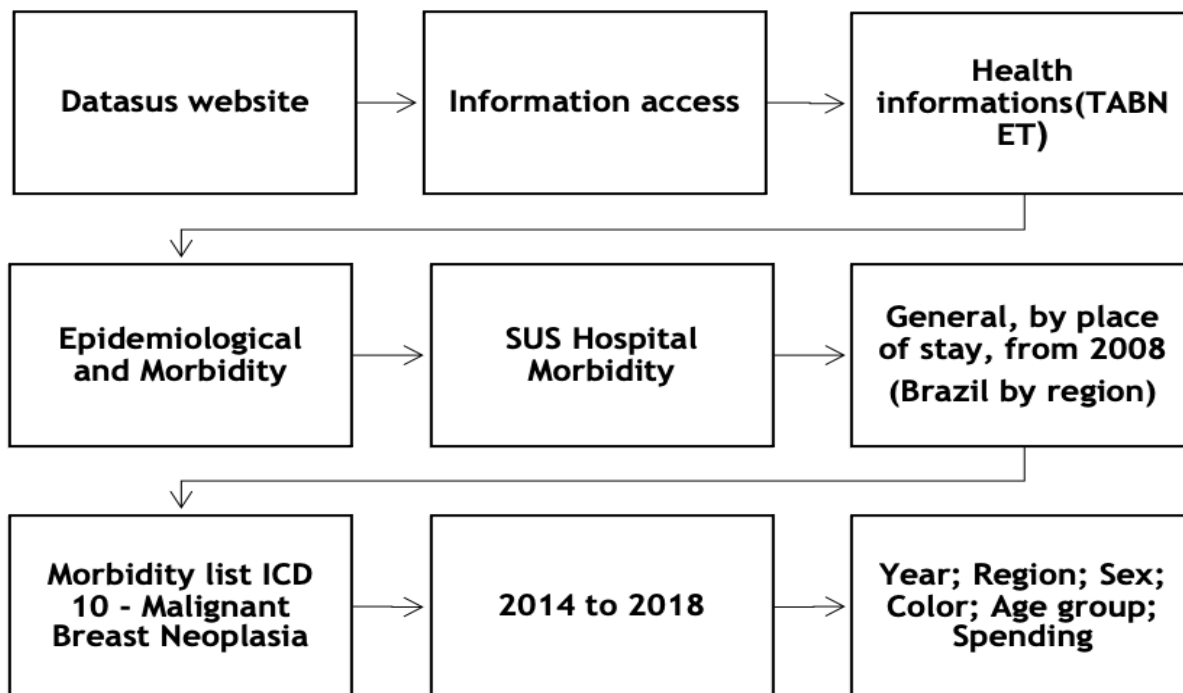 Datasus website
Information access
Health
informations(TABN
ET)
Epidemiological
and Morbidity
SUS Hospital
Morbidity
General, by place
of stay, from 2008
(Brazil by region)
Morbidity list ICD
10 - Malignant
Breast Neoplasia
2014 to 2018
Year; Region; Sex;
Color; Age group;
Spending